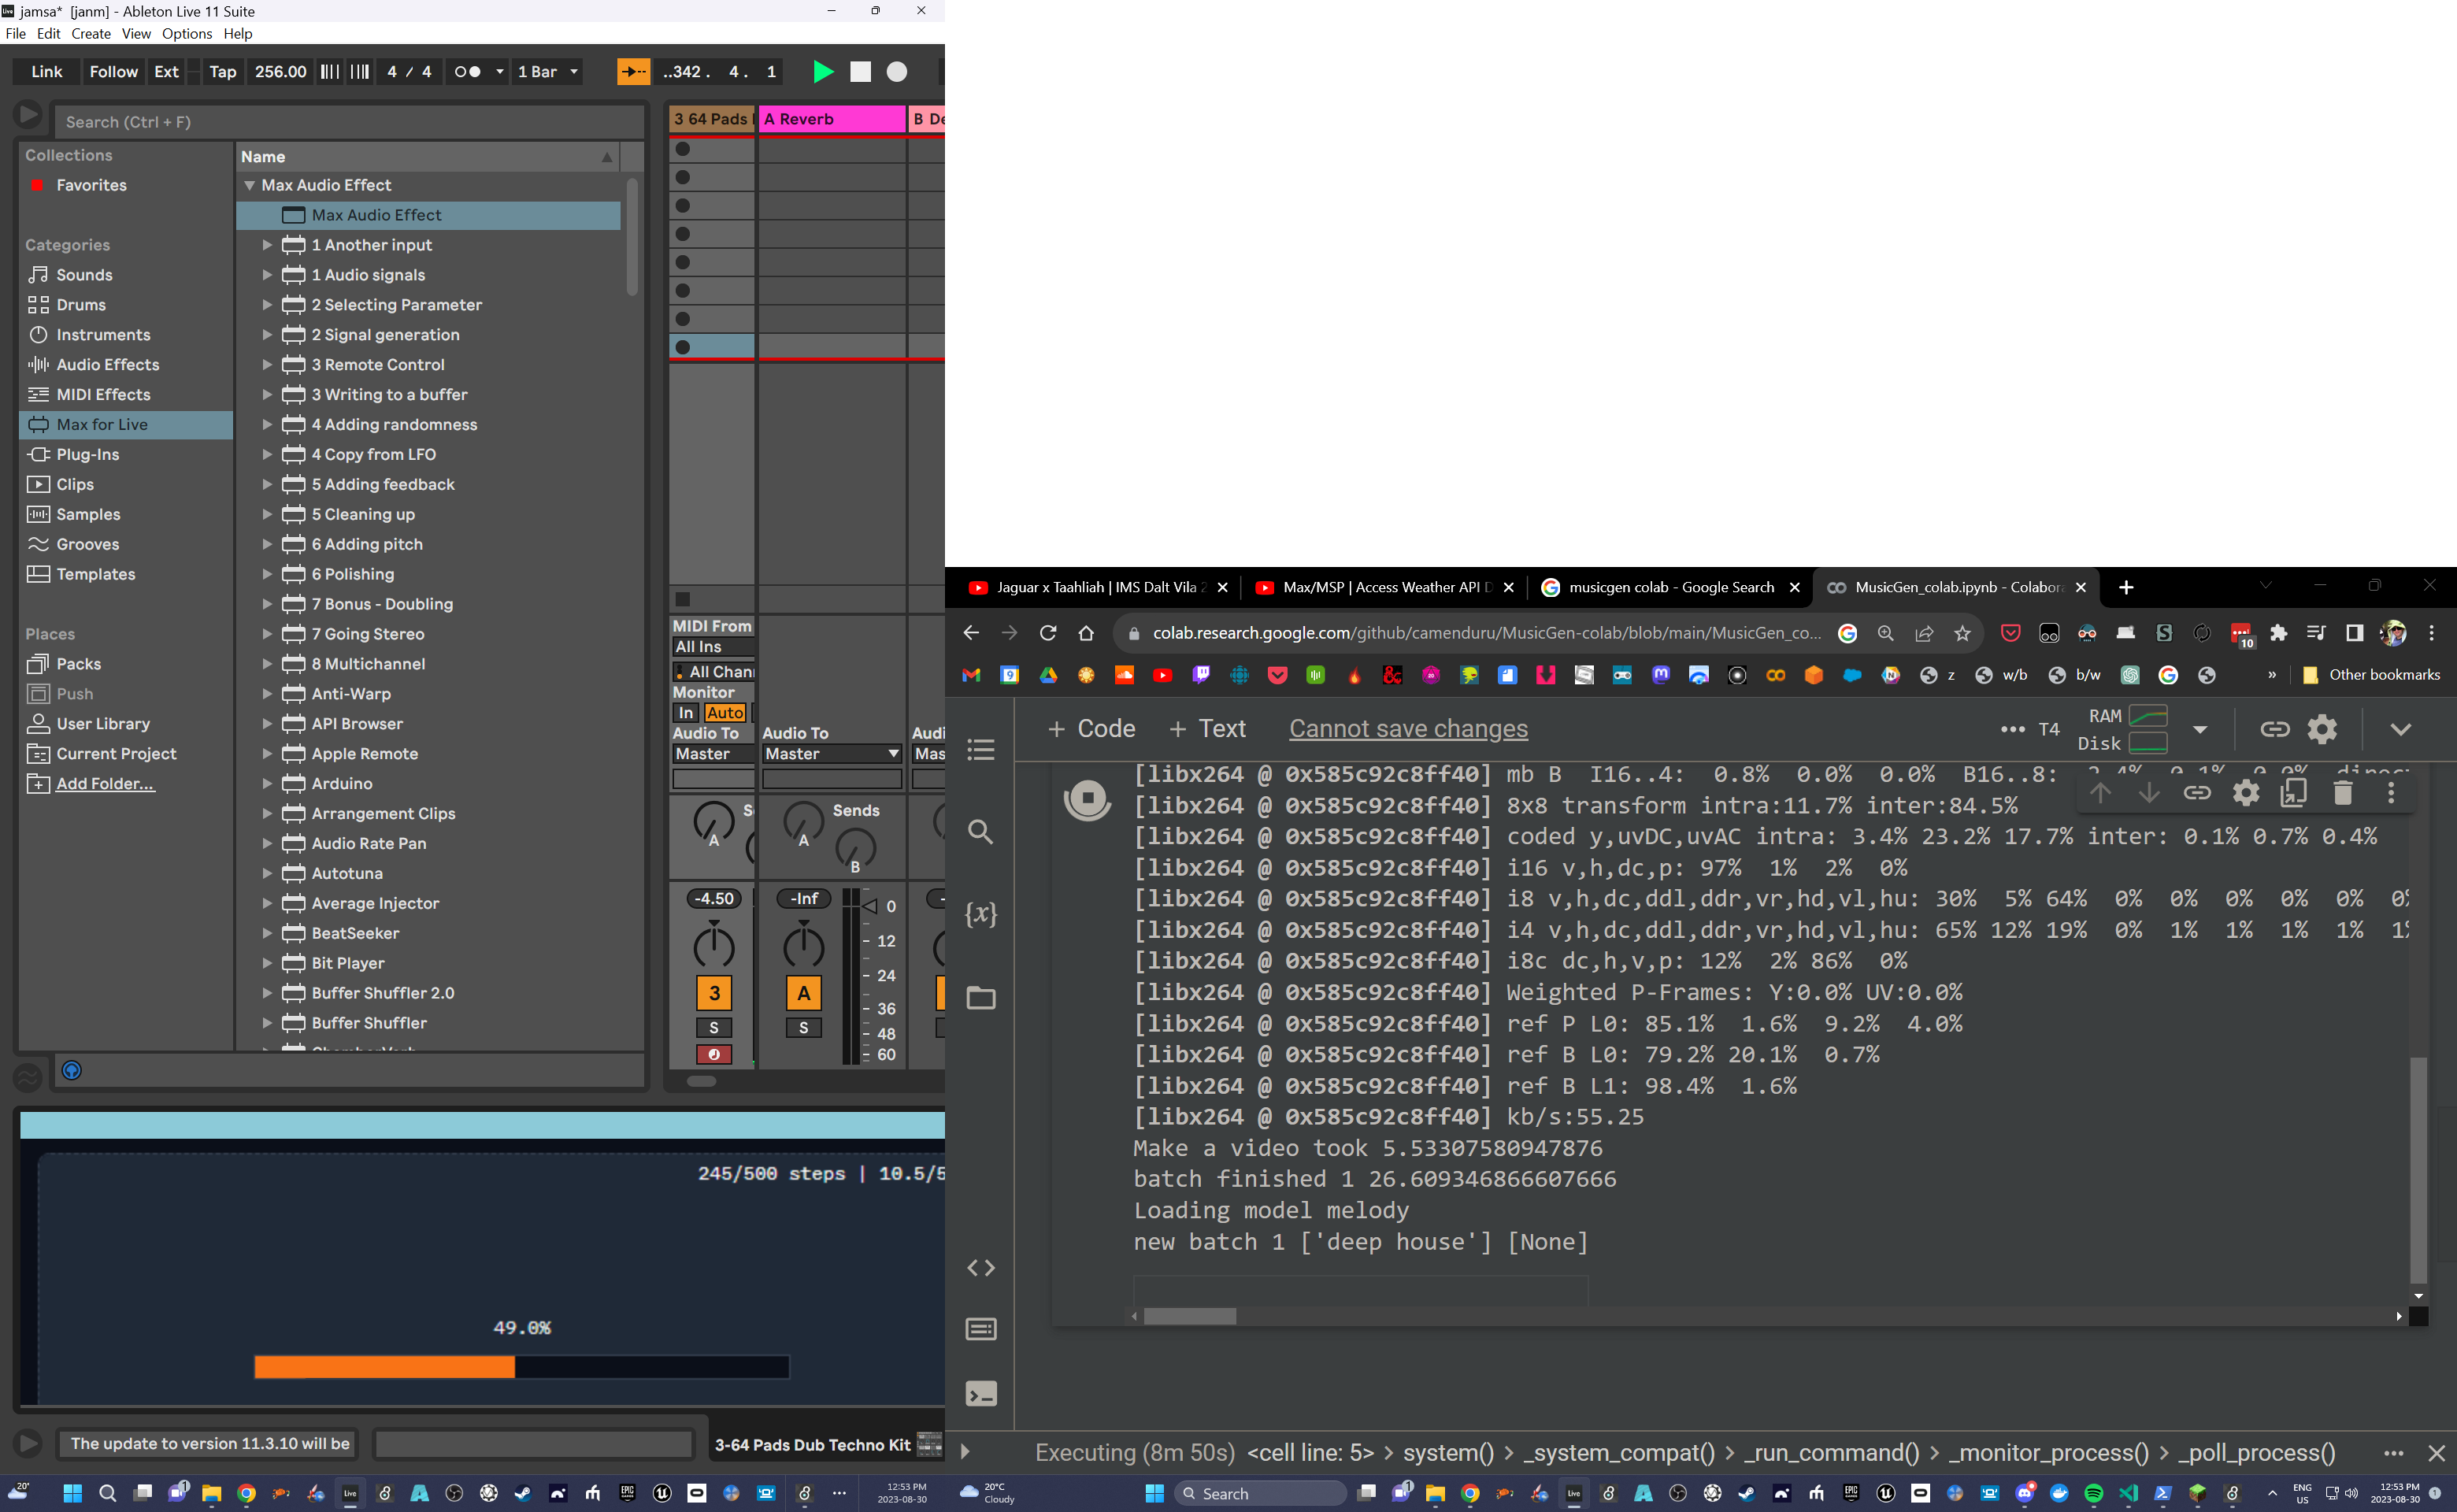 jamsa* [janm] - Ableton Live 11 Suite
File Edit Create View Options Help
Link Follow Ext Tap 256.00 4 / 4 1 Bar ..342. 4. 1
Search (Ctrl + F)
Collections
Favorites
Categories
Sounds
Drums
Instruments
Audio Effects
MIDI Effects
Max for Live
Plug-Ins
Clips
Samples
Grooves
Templates
Places
Packs
Push
User Library
Current Project
Add Folder...
Name
Max Audio Effect
Max Audio Effect
1 Another input
1 Audio signals
2 Selecting Parameter
2 Signal generation
3 Remote Control
3 Writing to a buffer
4 Adding randomness
4 Copy from LFO
5 Adding feedback
5 Cleaning up
6 Adding pitch
6 Polishing
7 Bonus - Doubling
7 Going Stereo
8 Multichannel
Anti-Warp
API Browser
Apple Remote
Arduino
Arrangement Clips
Audio Rate Pan
Autotuna
Average Injector
BeatSeeker
Bit Player
Buffer Shuffler 2.0
Buffer Shuffler
3 64 Pads A Reverb B De
MIDI From
All Ins
All Chann
Monitor
In Auto
Audio To Audio To Audi
Master Master Mas
Sends
A A B
-4.50 -Inf
0
12
24
36
48
60
3 A
S S
245/500 steps | 10.5/5
49.0%
The update to version 11.3.10 will be
3-64 Pads Dub Techno Kit
20°
12:53 PM
2023-08-30
Jaguar x Taahliah | IMS Dalt Vila 2
Max/MSP | Access Weather API D
musicgen colab - Google Search
MusicGen_colab.ipynb - Colabora
colab.research.google.com/github/camenduru/MusicGen-colab/blob/main/MusicGen_co...
10
z w/b b/w » Other bookmarks
+ Code + Text Cannot save changes
T4 RAM
Disk
[libx264 @ 0x585c92c8ff40] mb B I16..4: 0.8% 0.0% 0.0% B16..8:
[libx264 @ 0x585c92c8ff40] 8x8 transform intra:11.7% inter:84.5%
[libx264 @ 0x585c92c8ff40] coded y,uvDC,uvAC intra: 3.4% 23.2% 17.7% inter: 0.1% 0.7% 0.4%
[libx264 @ 0x585c92c8ff40] i16 v,h,dc,p: 97% 1% 2% 0%
[libx264 @ 0x585c92c8ff40] i8 v,h,dc,ddl,ddr,vr,hd,vl,hu: 30% 5% 64% 0% 0% 0% 0% 0% 0%
[libx264 @ 0x585c92c8ff40] i4 v,h,dc,ddl,ddr,vr,hd,vl,hu: 65% 12% 19% 0% 1% 1% 1% 1% 1%
[libx264 @ 0x585c92c8ff40] i8c dc,h,v,p: 12% 2% 86% 0%
[libx264 @ 0x585c92c8ff40] Weighted P-Frames: Y:0.0% UV:0.0%
[libx264 @ 0x585c92c8ff40] ref P L0: 85.1% 1.6% 9.2% 4.0%
[libx264 @ 0x585c92c8ff40] ref B L0: 79.2% 20.1% 0.7%
[libx264 @ 0x585c92c8ff40] ref B L1: 98.4% 1.6%
[libx264 @ 0x585c92c8ff40] kb/s:55.25
Make a video took 5.53307580947876
batch finished 1 26.609346866607666
Loading model melody
new batch 1 ['deep house'] [None]
Executing (8m 50s) <cell line: 5> > system() > _system_compat() > _run_command() > _monitor_process() > _poll_process()
20°C
Cloudy
Search
ENG
US
12:53 PM
2023-08-30